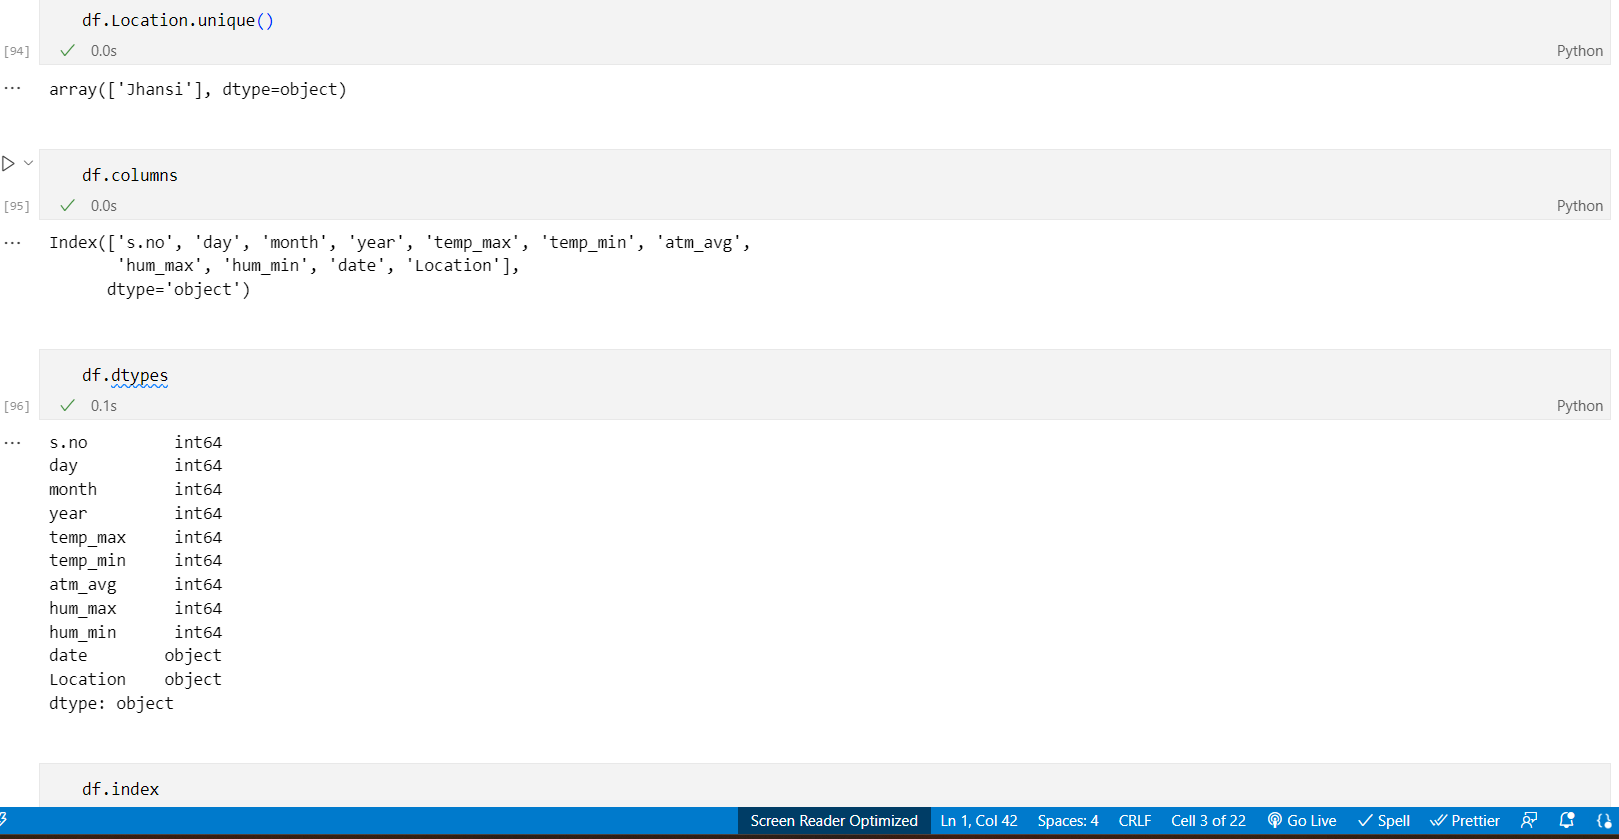 df.Location.unique()
[94]
0.0s
Python
array(['Jhansi'], dtype=object)
df.columns
[95]
0.0s
Python
Index(['s.no', 'day', 'month', 'year', 'temp_max', 'temp_min', 'atm_avg',
'hum_max', 'hum_min', 'date', 'Location'],
dtype='object')
df.dtypes
[96]
0.1s
Python
s.no int64
day int64
month int64
year int64
temp_max int64
temp_min int64
atm_avg int64
hum_max int64
hum_min int64
date object
Location object
dtype: object
df.index
Screen Reader Optimized Ln 1, Col 42 Spaces: 4 CRLF Cell 3 of 22 Go Live Spell Prettier